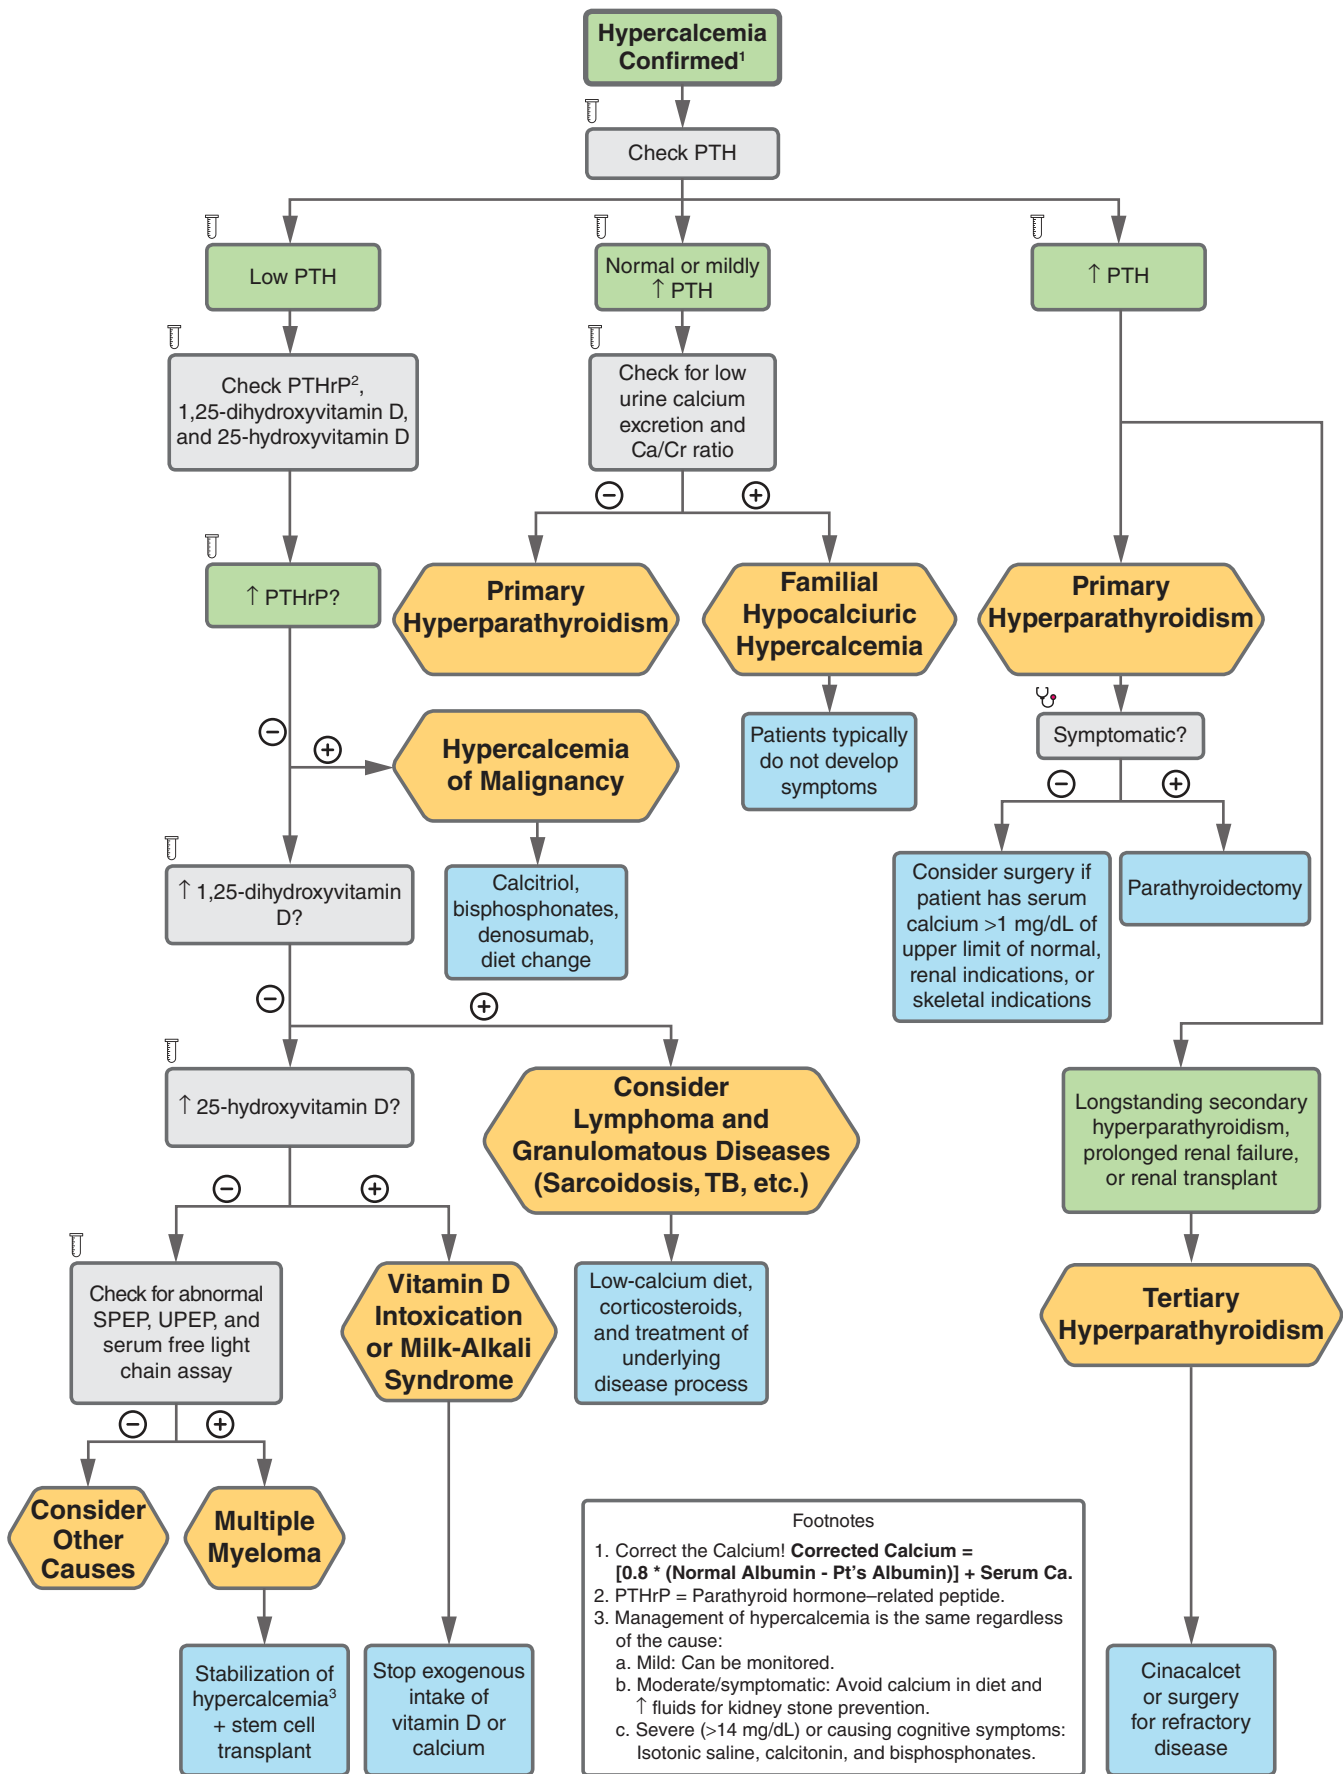 Hypercalcemia
Confirmed¹
Check PTH
Low PTH
Normal or mildly
↑ PTH
↑ PTH
Check PTHrP²,
1,25-dihydroxyvitamin D,
and 25-hydroxyvitamin D
Check for low
urine calcium
excretion and
Ca/Cr ratio
−
+
↑ PTHrP?
Primary
Hyperparathyroidism
Familial
Hypocalciuric
Hypercalcemia
Primary
Hyperparathyroidism
−
+
Hypercalcemia
of Malignancy
Patients typically
do not develop
symptoms
Symptomatic?
−
+
↑ 1,25-dihydroxyvitamin
D?
Calcitriol,
bisphosphonates,
denosumab,
diet change
Consider surgery if
patient has serum
calcium >1 mg/dL of
upper limit of normal,
renal indications, or
skeletal indications
Parathyroidectomy
−
+
↑ 25-hydroxyvitamin D?
Consider
Lymphoma and
Granulomatous Diseases
(Sarcoidosis, TB, etc.)
Longstanding secondary
hyperparathyroidism,
prolonged renal failure,
or renal transplant
−
+
Check for abnormal
SPEP, UPEP, and
serum free light
chain assay
Vitamin D
Intoxication
or Milk-Alkali
Syndrome
Low-calcium diet,
corticosteroids,
and treatment of
underlying
disease process
Tertiary
Hyperparathyroidism
−
+
Consider
Other
Causes
Multiple
Myeloma
Stabilization of
hypercalcemia³
+ stem cell
transplant
Stop exogenous
intake of
vitamin D or
calcium
Footnotes
1. Correct the Calcium! Corrected Calcium =
[0.8 * (Normal Albumin - Pt's Albumin)] + Serum Ca.
2. PTHrP = Parathyroid hormone–related peptide.
3. Management of hypercalcemia is the same regardless
of the cause:
a. Mild: Can be monitored.
b. Moderate/symptomatic: Avoid calcium in diet and
↑ fluids for kidney stone prevention.
c. Severe (>14 mg/dL) or causing cognitive symptoms:
Isotonic saline, calcitonin, and bisphosphonates.
Cinacalcet
or surgery
for refractory
disease